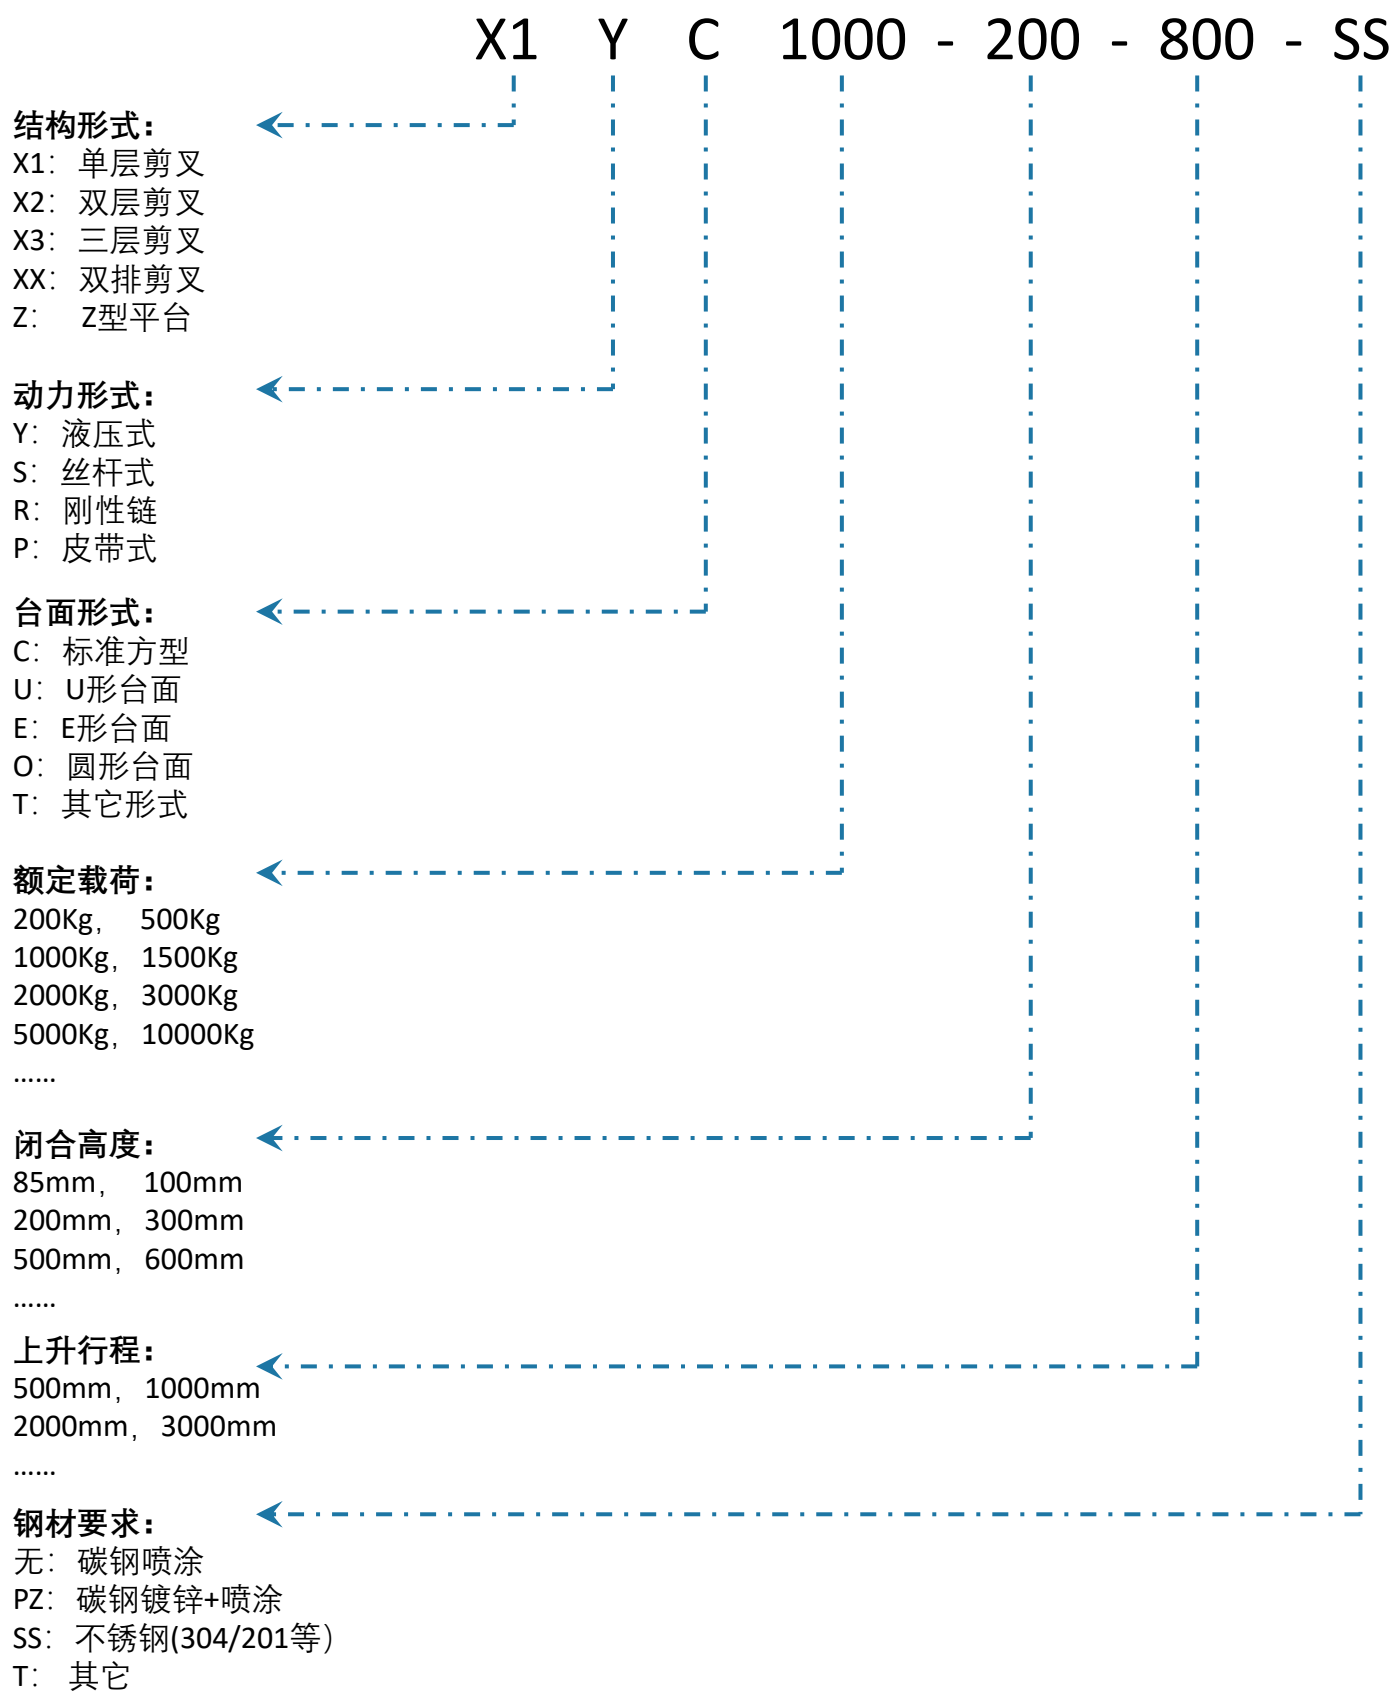 X1 Y C 1000 - 200 - 800 - SS
结构形式：
X1：单层剪叉
X2：双层剪叉
X3：三层剪叉
XX：双排剪叉
Z： Z型平台
动力形式：
Y：液压式
S：丝杆式
R：刚性链
P：皮带式
台面形式：
C：标准方型
U：U形台面
E：E形台面
O：圆形台面
T：其它形式
额定载荷：
200Kg， 500Kg
1000Kg，1500Kg
2000Kg，3000Kg
5000Kg，10000Kg
……
闭合高度：
85mm， 100mm
200mm，300mm
500mm，600mm
……
上升行程：
500mm，1000mm
2000mm，3000mm
……
钢材要求：
无：碳钢喷涂
PZ：碳钢镀锌+喷涂
SS：不锈钢(304/201等）
T： 其它